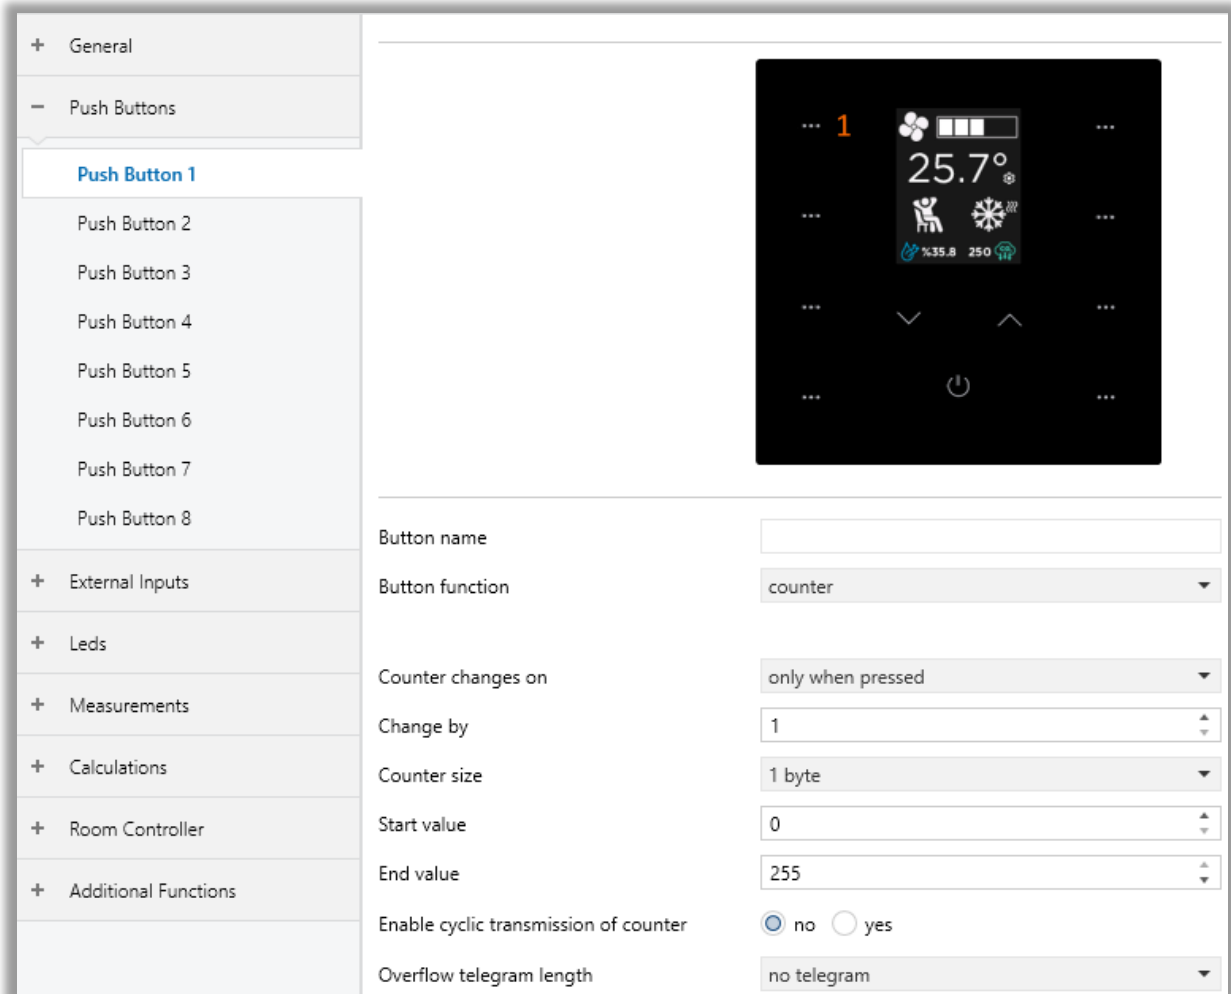 General
Push Buttons
Push Button 1
Push Button 2
Push Button 3
Push Button 4
Push Button 5
Push Button 6
Push Button 7
Push Button 8
External Inputs
Leds
Measurements
Calculations
Room Controller
Additional Functions
1
25.7°
%35.8 250
Button name
Button function counter
Counter changes on only when pressed
Change by 1
Counter size 1 byte
Start value 0
End value 255
Enable cyclic transmission of counter no yes
Overflow telegram length no telegram